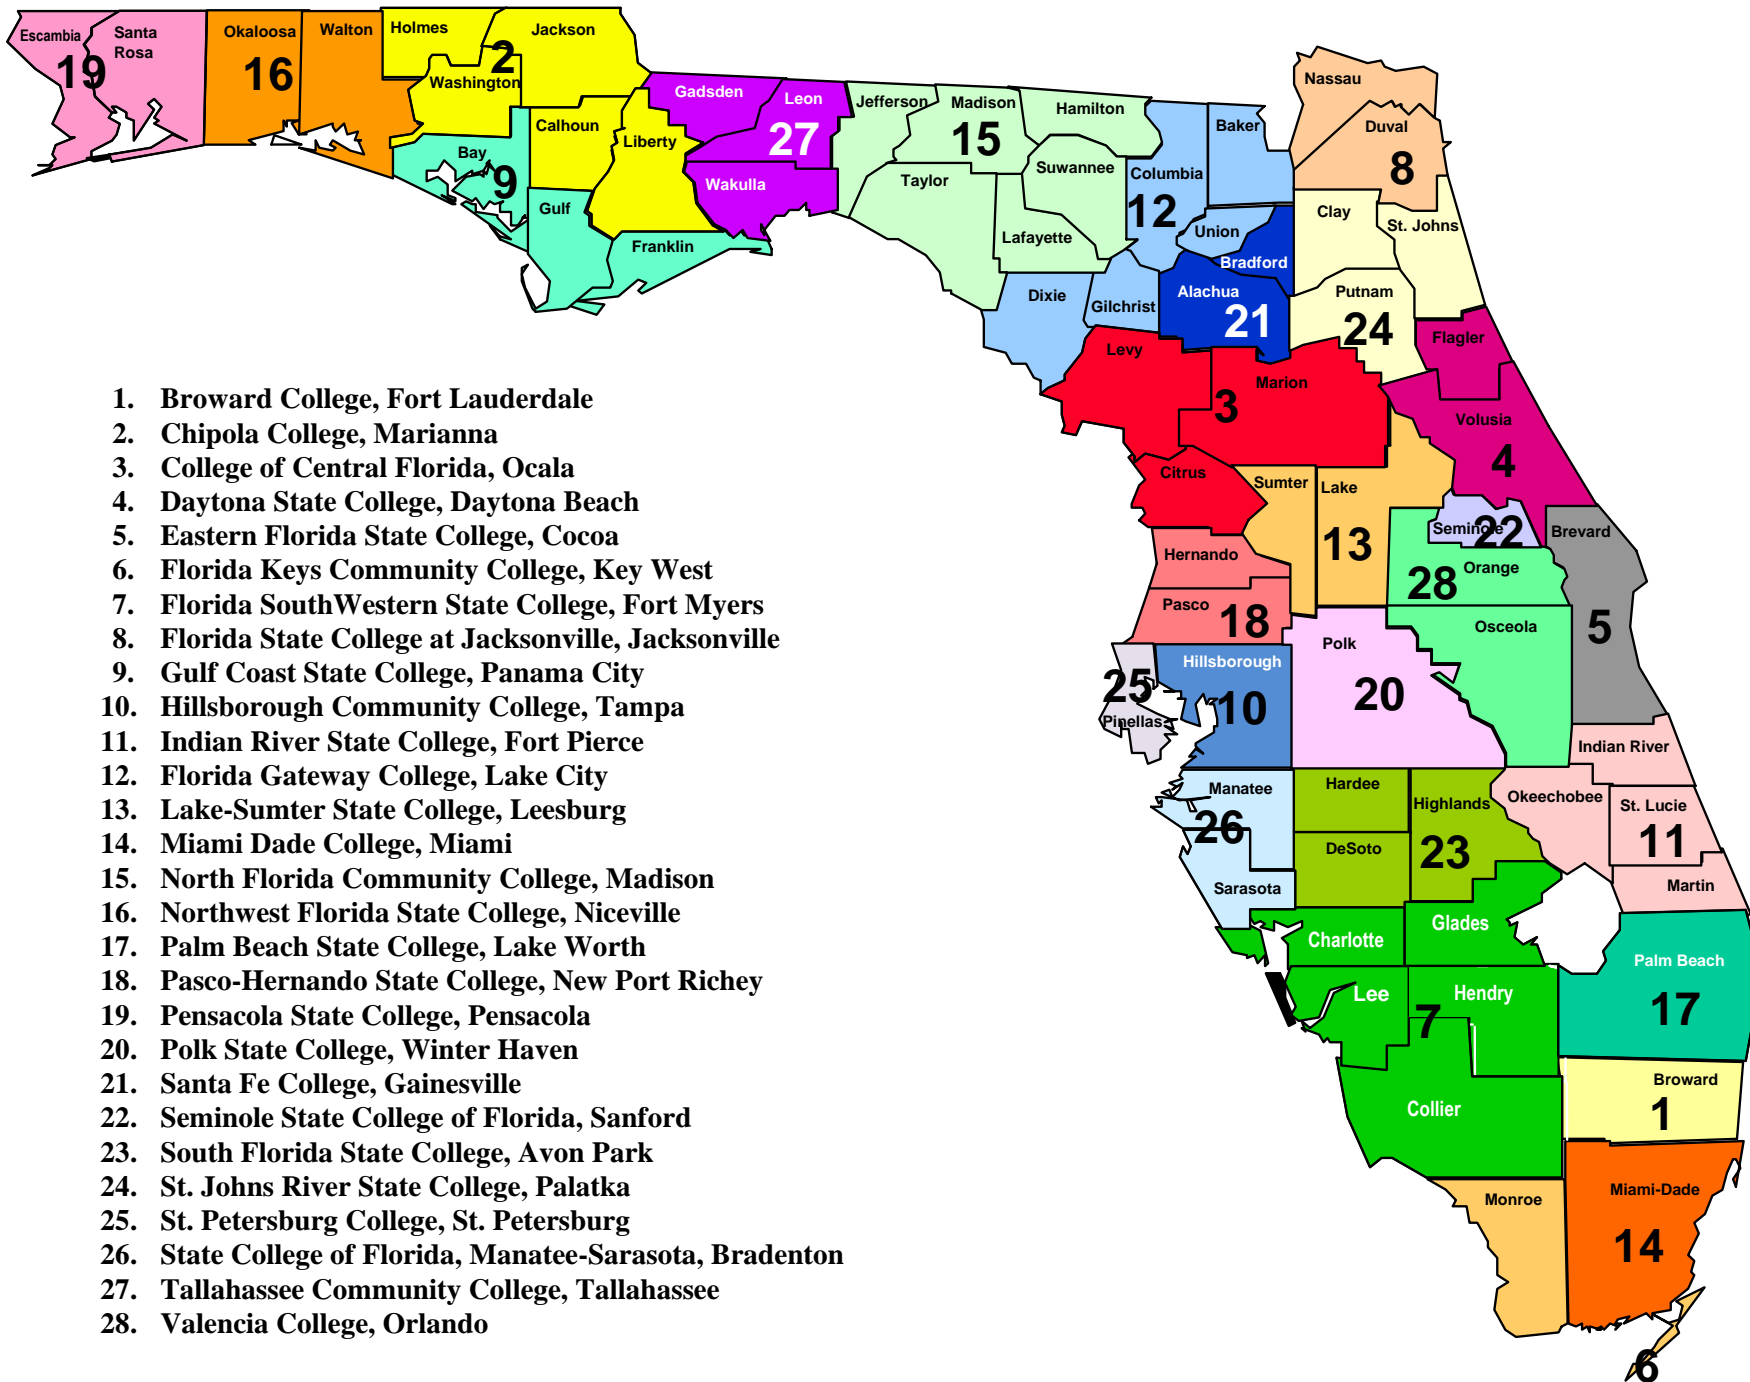 Escambia
Santa
Rosa
19
Okaloosa
16
Walton
Holmes
2
Jackson
Washington
Calhoun
Liberty
Bay
9
Gulf
Franklin
Gadsden
Leon
27
Wakulla
Jefferson
Madison
15
Hamilton
Taylor
Suwannee
Lafayette
Columbia
12
Baker
Union
Dixie
Gilchrist
Bradford
Alachua
21
Nassau
Duval
8
Clay
St. Johns
Putnam
24
Flagler
Volusia
4
Levy
Marion
3
Citrus
Sumter
Lake
13
Seminole
22
Orange
28
Osceola
Brevard
5
Hernando
Pasco
18
Hillsborough
10
25
Pinellas
Polk
20
Indian River
Okeechobee
St. Lucie
11
Martin
Manatee
26
Sarasota
Hardee
DeSoto
Highlands
23
Charlotte
Glades
Lee
Hendry
7
Collier
Palm Beach
17
Broward
1
Miami-Dade
14
Monroe
6
1. Broward College, Fort Lauderdale
2. Chipola College, Marianna
3. College of Central Florida, Ocala
4. Daytona State College, Daytona Beach
5. Eastern Florida State College, Cocoa
6. Florida Keys Community College, Key West
7. Florida SouthWestern State College, Fort Myers
8. Florida State College at Jacksonville, Jacksonville
9. Gulf Coast State College, Panama City
10. Hillsborough Community College, Tampa
11. Indian River State College, Fort Pierce
12. Florida Gateway College, Lake City
13. Lake-Sumter State College, Leesburg
14. Miami Dade College, Miami
15. North Florida Community College, Madison
16. Northwest Florida State College, Niceville
17. Palm Beach State College, Lake Worth
18. Pasco-Hernando State College, New Port Richey
19. Pensacola State College, Pensacola
20. Polk State College, Winter Haven
21. Santa Fe College, Gainesville
22. Seminole State College of Florida, Sanford
23. South Florida State College, Avon Park
24. St. Johns River State College, Palatka
25. St. Petersburg College, St. Petersburg
26. State College of Florida, Manatee-Sarasota, Bradenton
27. Tallahassee Community College, Tallahassee
28. Valencia College, Orlando